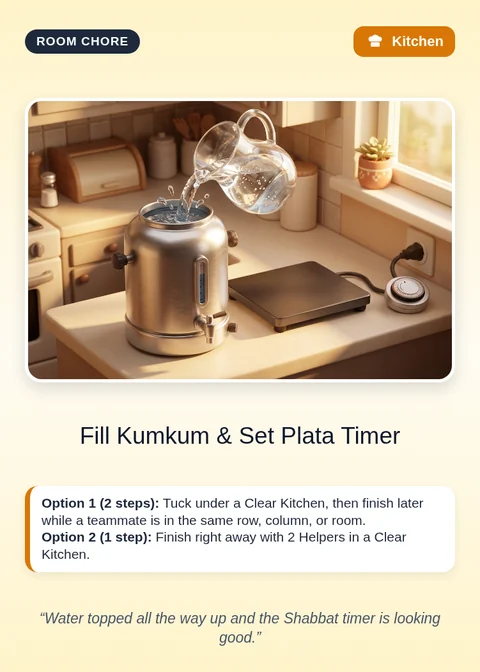 ROOM CHORE
Kitchen
Fill Kumkum & Set Plata Timer
Option 1 (2 steps): Tuck under a Clear Kitchen, then finish later
while a teammate is in the same row, column, or room.
Option 2 (1 step): Finish right away with 2 Helpers in a Clear
Kitchen.
“Water topped all the way up and the Shabbat timer is looking
good.”